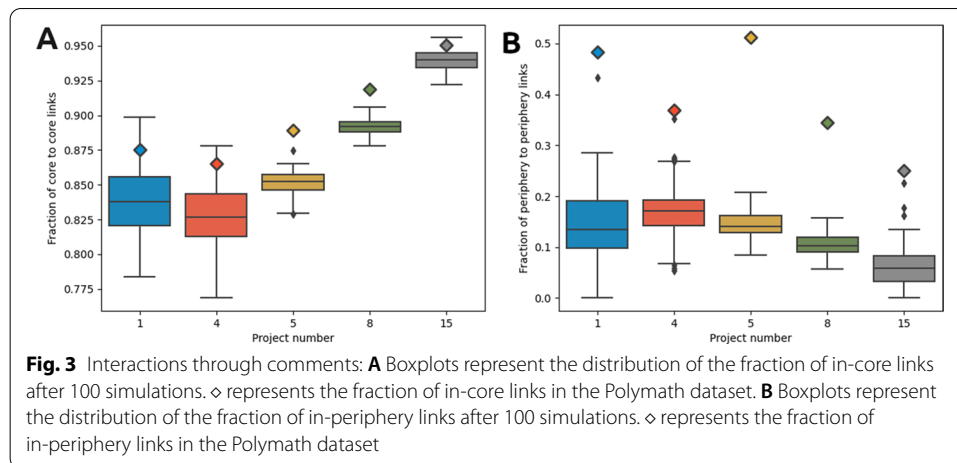 A
B
Fraction of core to core links
0.950
0.925
0.900
0.875
0.850
0.825
0.800
0.775
1 4 5 8 15
Project number
Fraction of periphery to periphery links
0.5
0.4
0.3
0.2
0.1
0.0
1 4 5 8 15
Project number
Fig. 3 Interactions through comments: A Boxplots represent the distribution of the fraction of in-core links
after 100 simulations. ⋄ represents the fraction of in-core links in the Polymath dataset. B Boxplots represent
the distribution of the fraction of in-periphery links after 100 simulations. ⋄ represents the fraction of
in-periphery links in the Polymath dataset